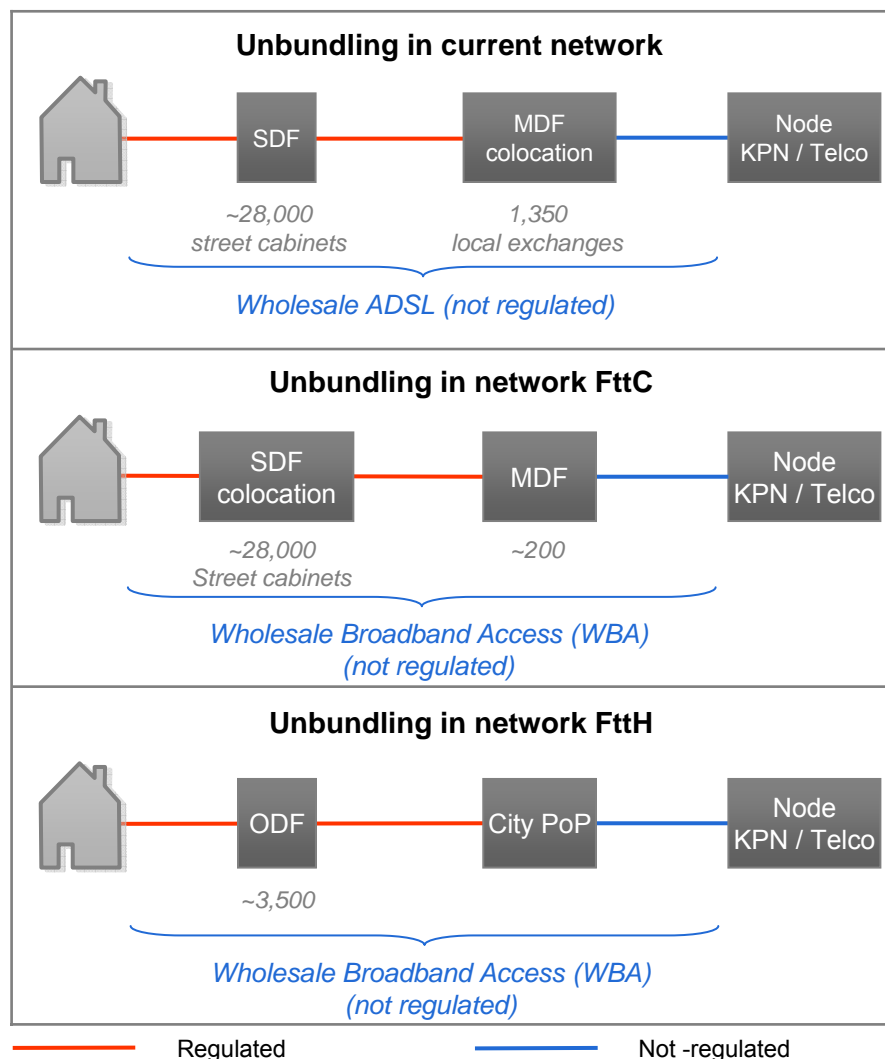 Unbundling in current network
SDF
MDF
colocation
Node
KPN / Telco
~28,000
street cabinets
1,350
local exchanges
Wholesale ADSL (not regulated)
Unbundling in network FttC
SDF
colocation
MDF
Node
KPN / Telco
~28,000
Street cabinets
~200
Wholesale Broadband Access (WBA)
(not regulated)
Unbundling in network FttH
ODF
City PoP
Node
KPN / Telco
~3,500
Wholesale Broadband Access (WBA)
(not regulated)
Regulated
Not -regulated